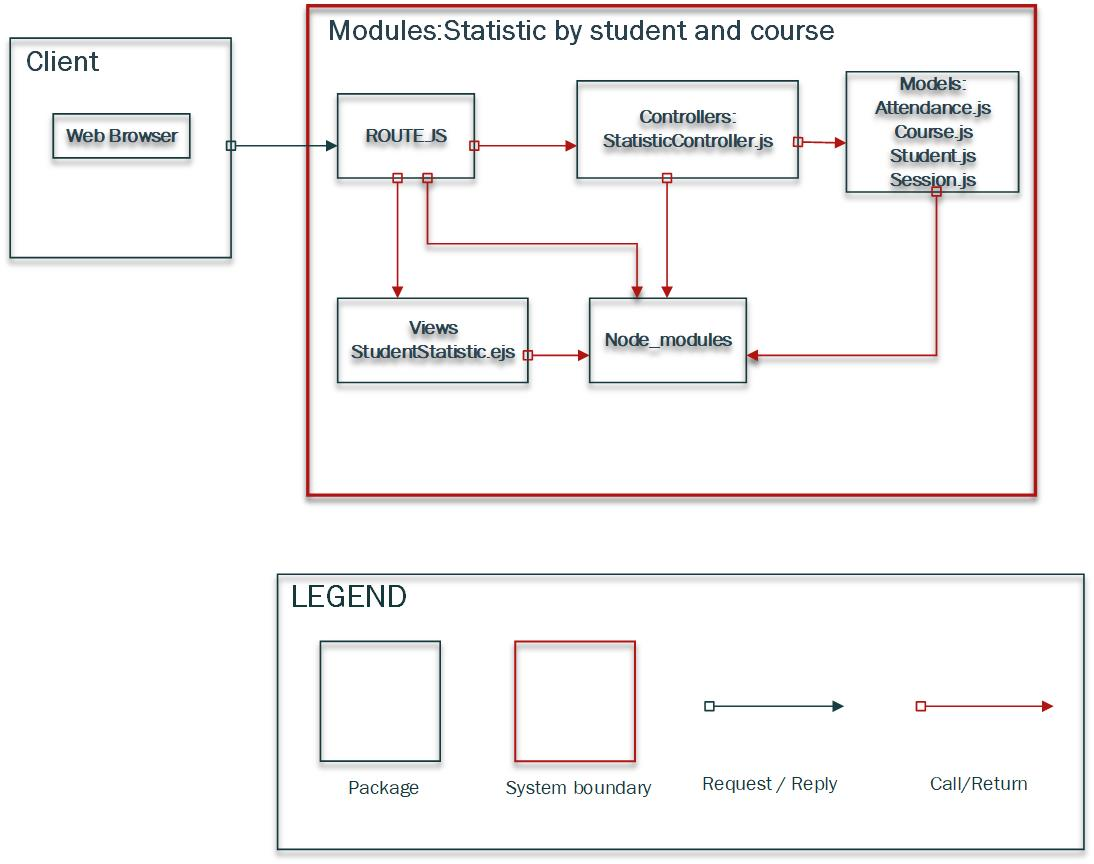 Modules:Statistic by student and course
Client
Web Browser
ROUTE.JS
Controllers:
StatisticController.js
Models:
Attendance.js
Course.js
Student.js
Session.js
Views
StudentStatistic.ejs
Node_modules
LEGEND
Package
System boundary
Request / Reply
Call/Return